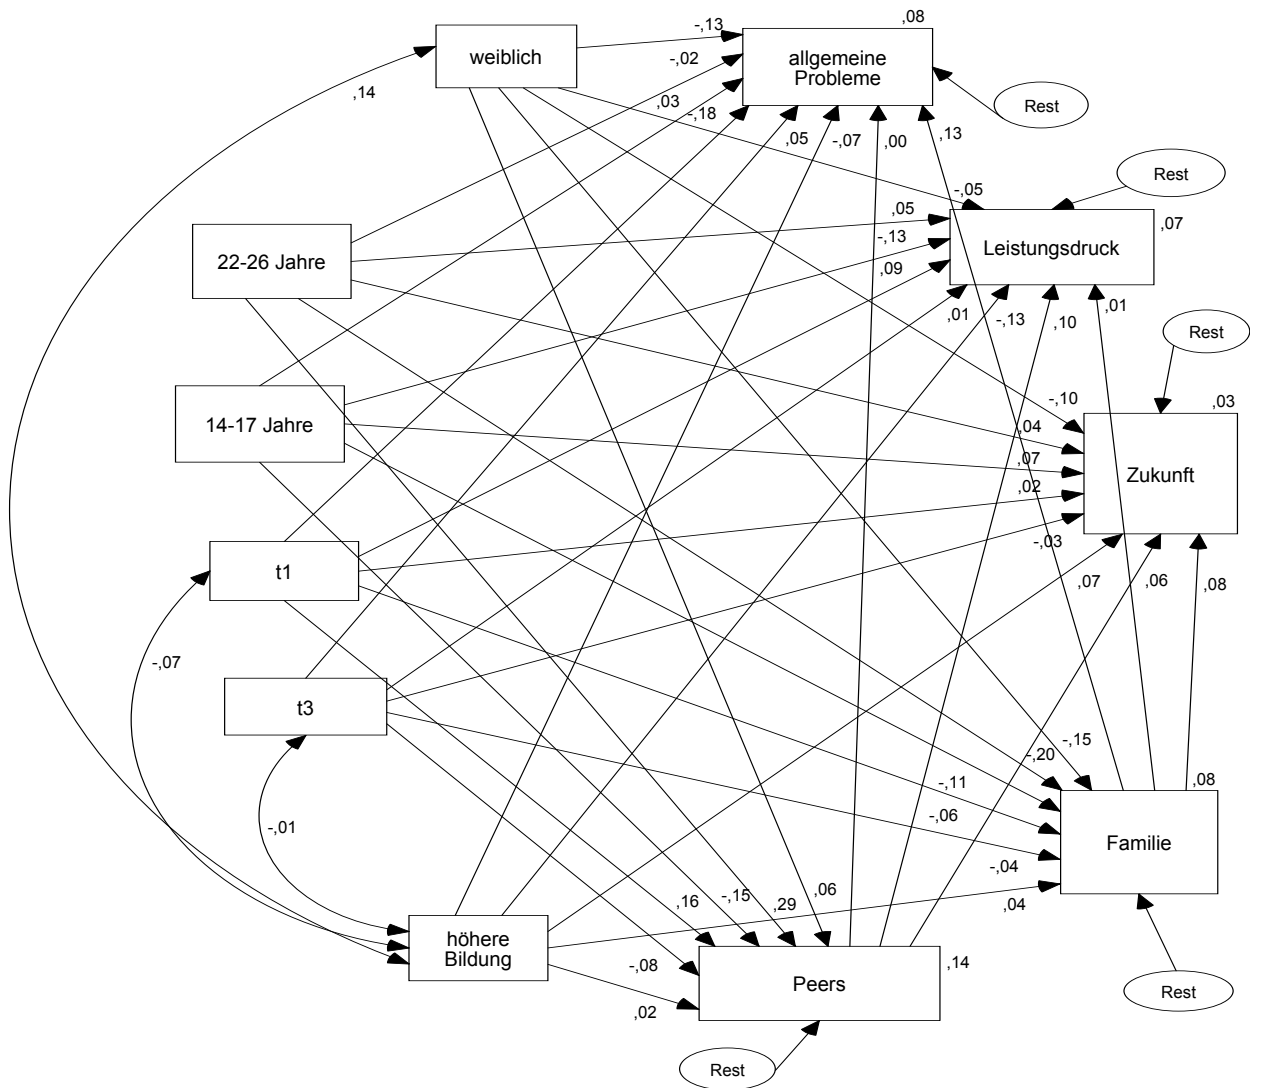 -,13
,08
weiblich
allgemeine
Probleme
-,02
,14
,03
-,18
Rest
,05
-,07
,00
,13
Rest
-,05
,05
,07
22-26 Jahre
-,13
Leistungsdruck
,09
,01
-,13
,10
,01
Rest
-,10
,03
14-17 Jahre
,04
,07
Zukunft
,02
-,03
t1
,07
,06
,08
-,07
t3
-,15
-,20
-,11
,08
-,06
-,01
Familie
-,04
,06
-,15
,16
,29
,04
höhere
Bildung
-,08
,14
Peers
Rest
,02
Rest